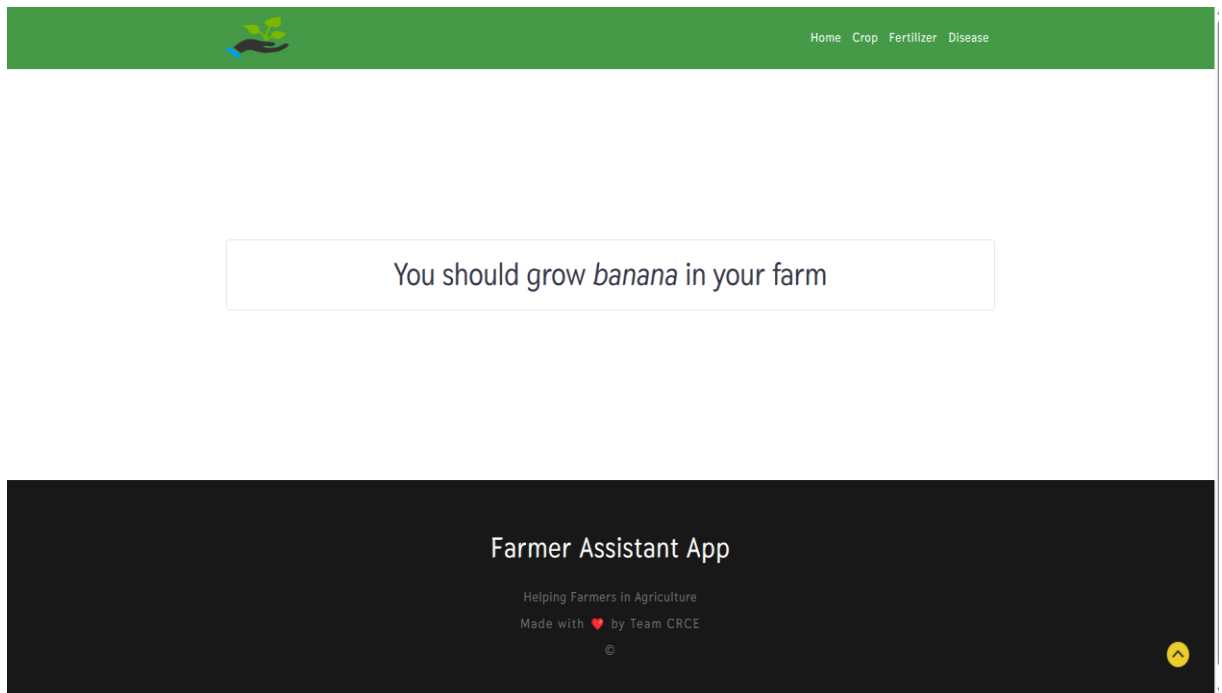 Home Crop Fertilizer Disease
You should grow banana in your farm
Farmer Assistant App
Helping Farmers in Agriculture
Made with ❤️ by Team CRCE
©